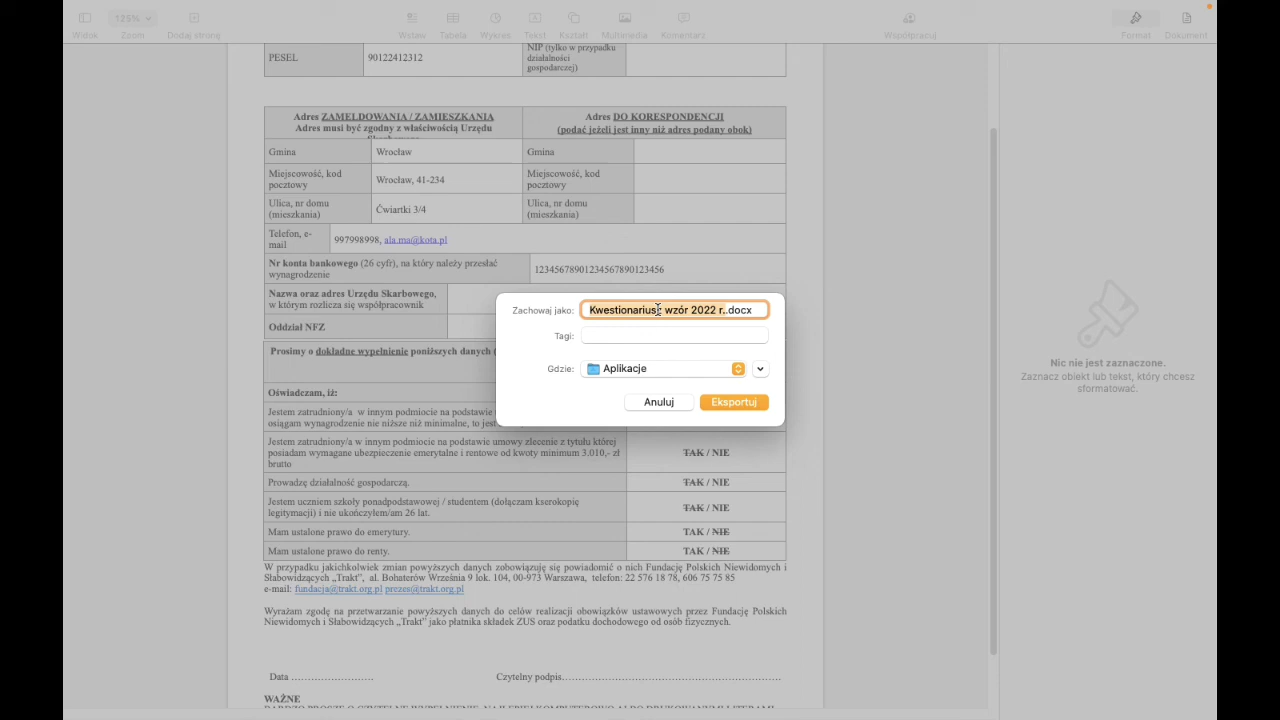 125%
Widok
Zoom
Dodaj stronę
Wstaw
Tabela
Wykres
Tekst
Kształt
Multimedia
Komentarz
Współpracuj
Format
Dokument
PESEL
90122412312
NIP (tylko w przypadku
działalności
gospodarczej)
Adres ZAMELDOWANIA / ZAMIESZKANIA
Adres musi być zgodny z właściwością Urzędu
Adres DO KORESPONDENCJI
(podać jeżeli jest inny niż adres podany obok)
Gmina
Wrocław
Gmina
Miejscowość, kod
pocztowy
Wrocław, 41-234
Miejscowość, kod
pocztowy
Ulica, nr domu
(mieszkania)
Ćwiartki 3/4
Ulica, nr domu
(mieszkania)
Telefon, e-
mail
997998998, ala.ma@kota.pl
Nr konta bankowego (26 cyfr), na który należy przesłać
wynagrodzenie
12345678901234567890123456
Nazwa oraz adres Urzędu Skarbowego,
w którym rozlicza się współpracownik
Oddział NFZ
Prosimy o dokładne wypełnienie poniższych danych (
Oświadczam, iż:
Jestem zatrudniony/a w innym podmiocie na podstawie
osiągam wynagrodzenie nie niższe niż minimalne, to jest
Jestem zatrudniony/a w innym podmiocie na podstawie umowy zlecenie z tytułu której
posiadam wymagane ubezpieczenie emerytalne i rentowe od kwoty minimum 3.010,- zł
brutto
TAK / NIE
Prowadzę działalność gospodarczą.
TAK / NIE
Jestem uczniem szkoły ponadpodstawowej / studentem (dołączam kserokopię
legitymacji) i nie ukończyłem/am 26 lat.
TAK / NIE
Mam ustalone prawo do emerytury.
TAK / NIE
Mam ustalone prawo do renty.
TAK / NIE
W przypadku jakichkolwiek zmian powyższych danych zobowiązuję się powiadomić o nich Fundację Polskich Niewidomych i
Słabowidzących „Trakt”, al. Bohaterów Września 9 lok. 104, 00-973 Warszawa, telefon: 22 576 18 78, 606 75 75 85
e-mail: fundacja@trakt.org.pl prezes@trakt.org.pl
Wyrażam zgodę na przetwarzanie powyższych danych do celów realizacji obowiązków ustawowych przez Fundację Polskich
Niewidomych i Słabowidzących „Trakt” jako płatnika składek ZUS oraz podatku dochodowego od osób fizycznych.
Data ……………………
Czytelny podpis………………………………………………
WAŻNE
Zachowaj jako:
Kwestionariusz wzór 2022 r..docx
Tagi:
Gdzie:
Aplikacje
Anuluj
Eksportuj
Nic nie jest zaznaczone.
Zaznacz obiekt lub tekst, który chcesz
sformatować.